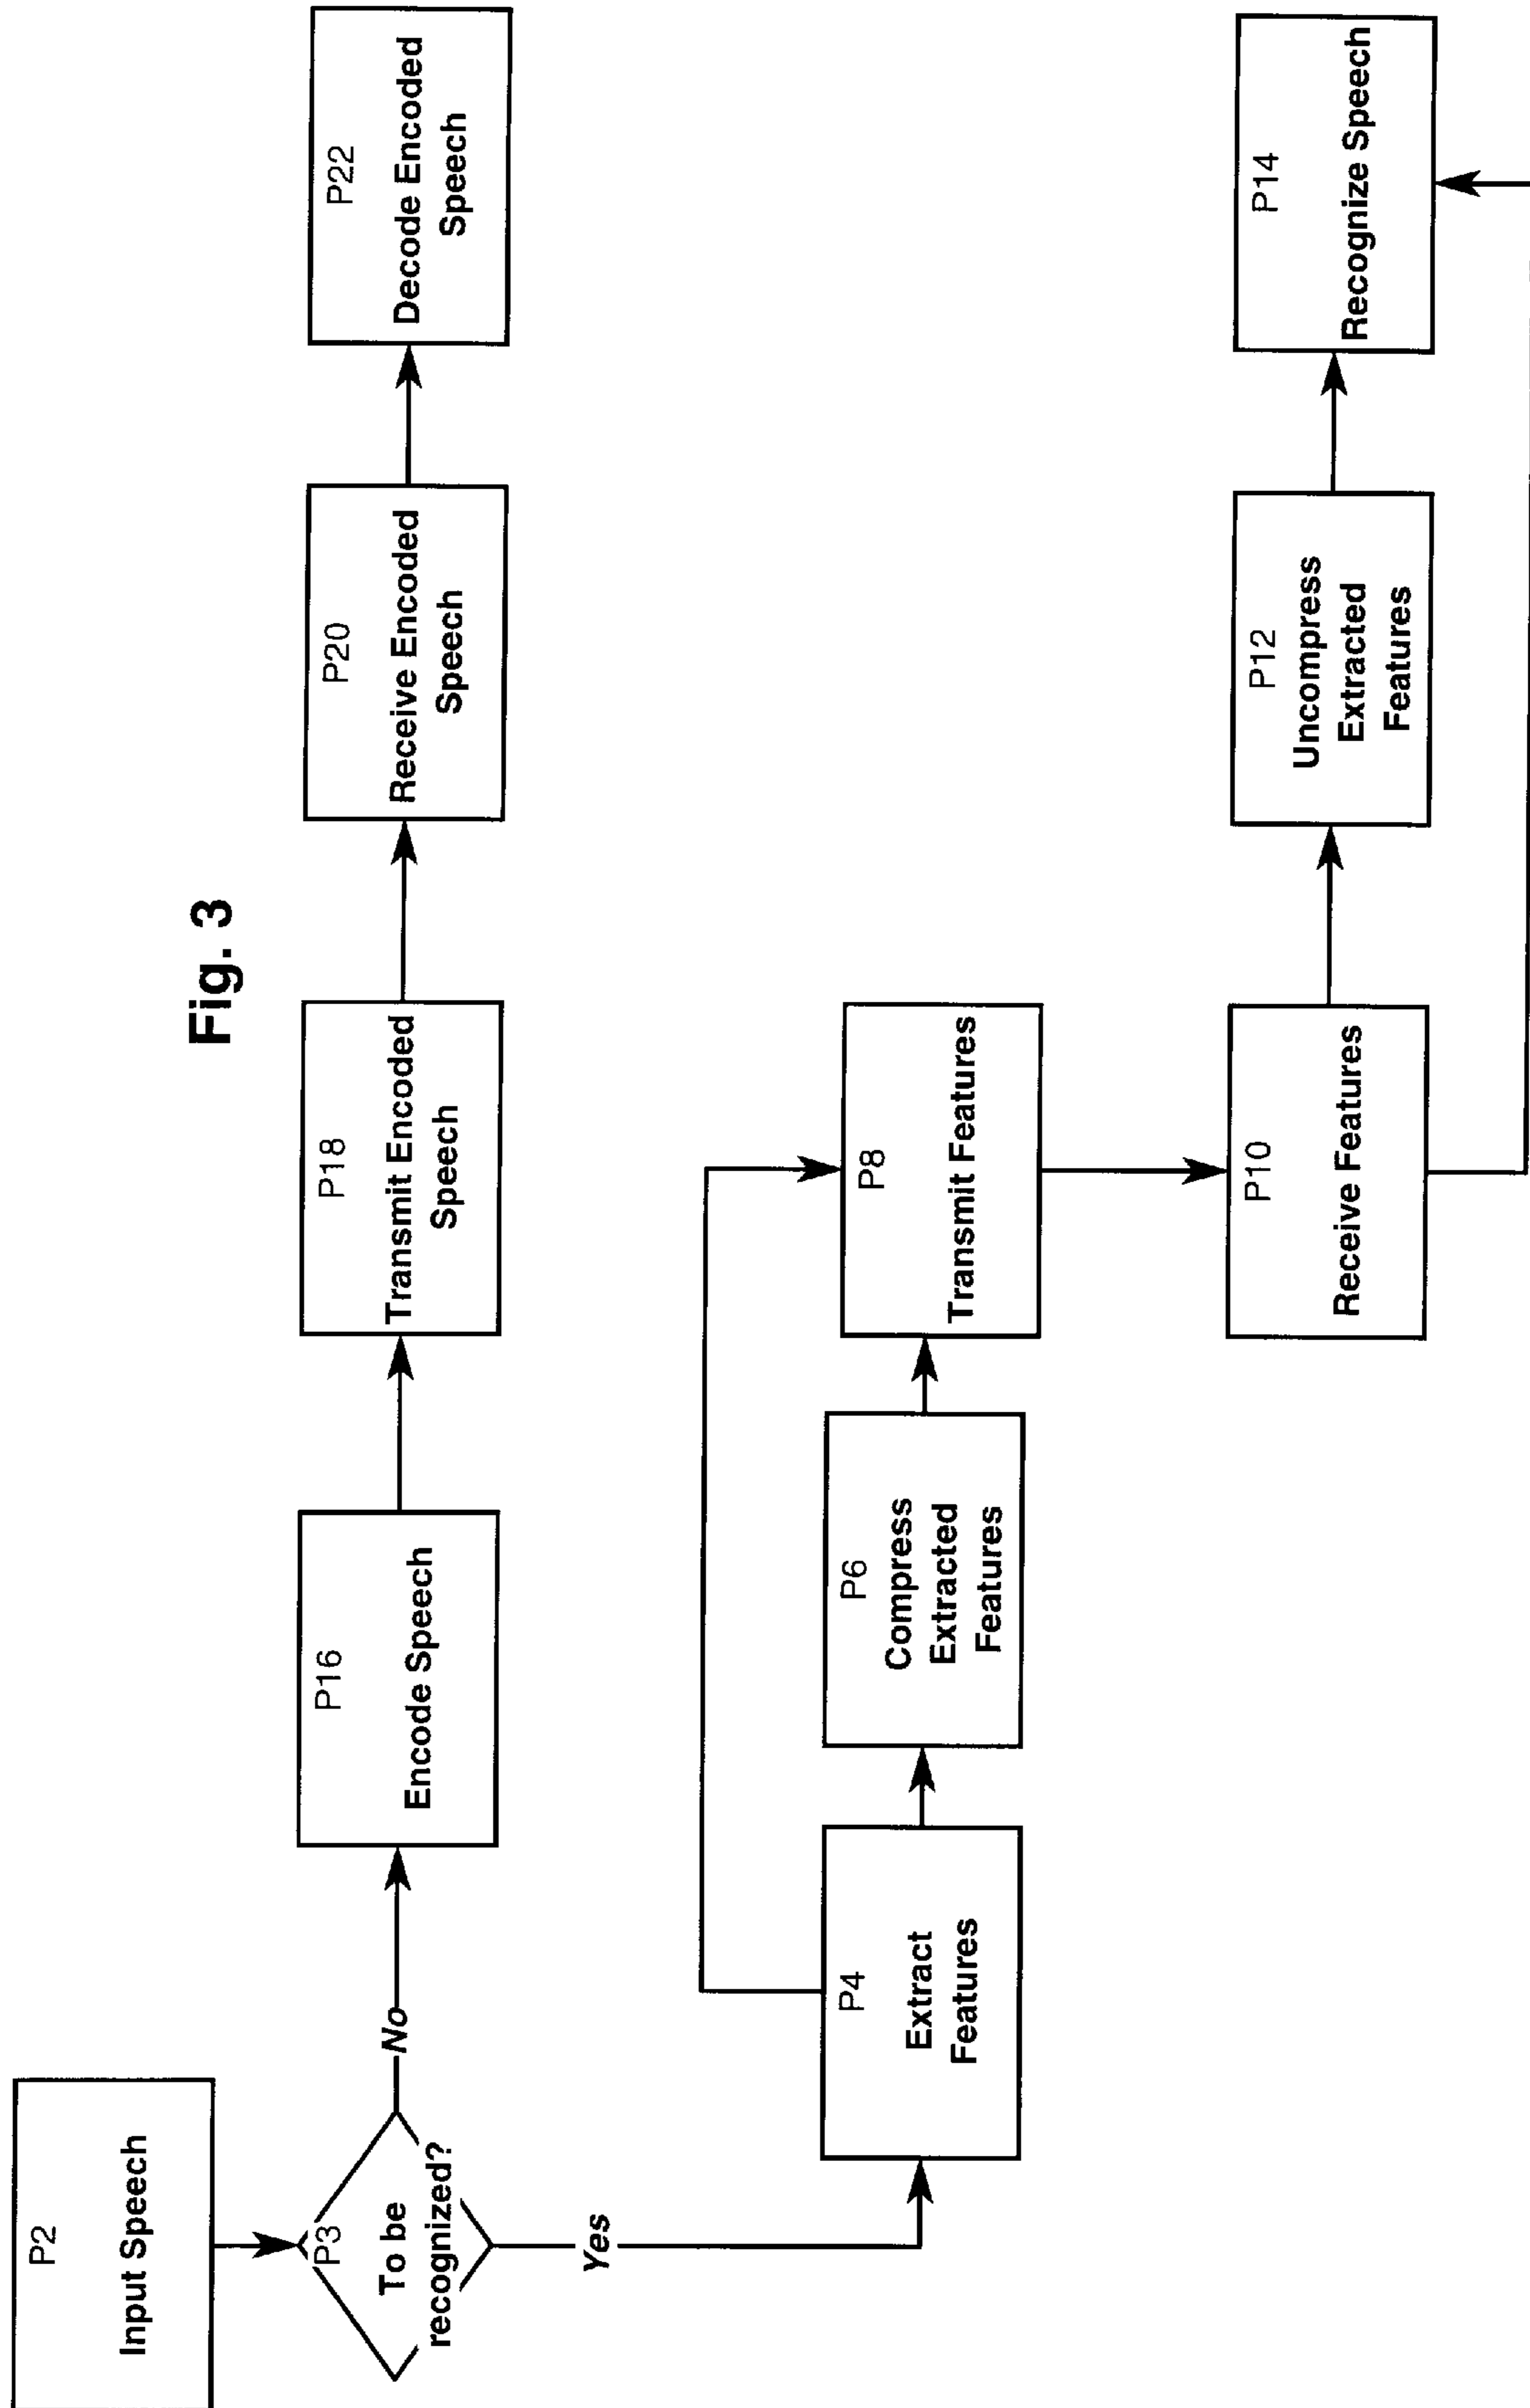 Fig. 3
P2
Input Speech
P3
To be
recognized?
No
Yes
P16
Encode Speech
P18
Transmit Encoded
Speech
P20
Receive Encoded
Speech
P22
Decode Encoded
Speech
P4
Extract
Features
P6
Compress
Extracted
Features
P8
Transmit Features
P10
Receive Features
P12
Uncompress
Extracted
Features
P14
Recognize Speech